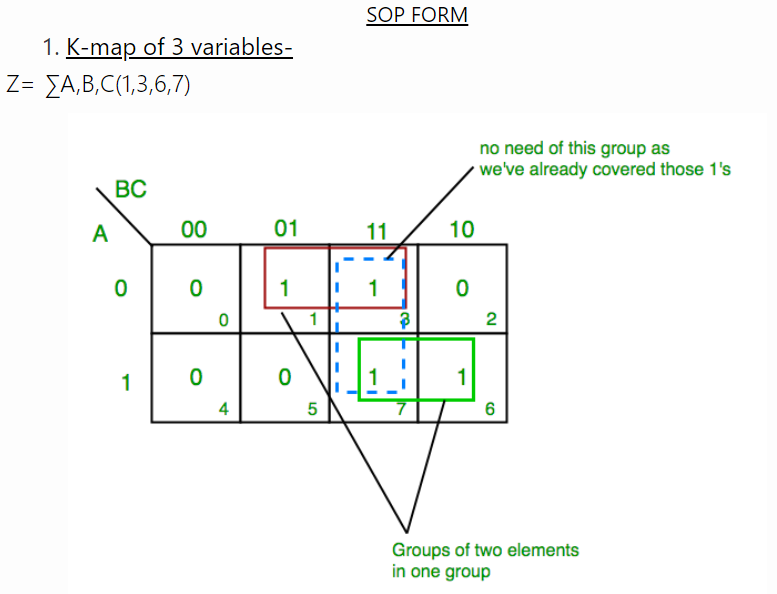 SOP FORM
1. K-map of 3 variables-
Z= ∑A,B,C(1,3,6,7)
no need of this group as
we've already covered those 1's
BC
A
00 01 11 10
0 0 1 1 0
0 1 3 2
1 0 0 1 1
4 5 7 6
Groups of two elements
in one group